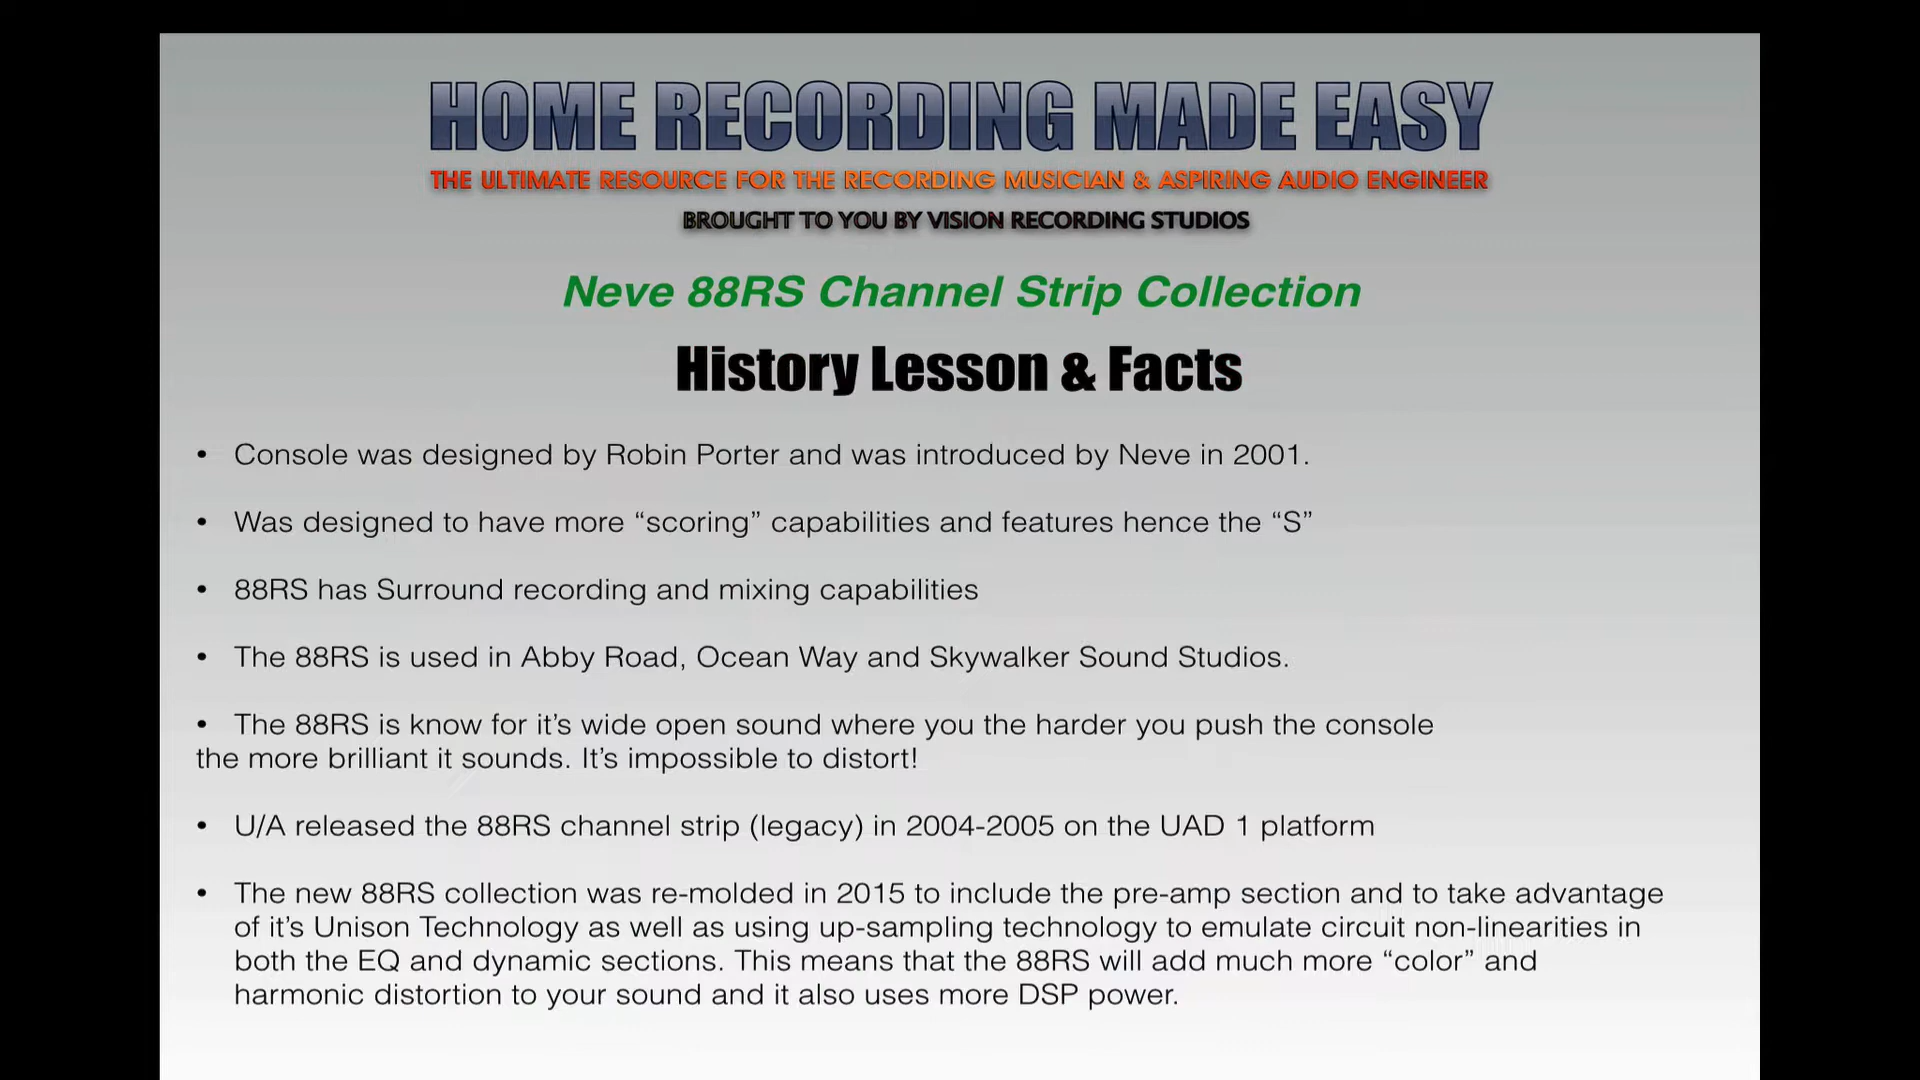 HOME RECORDING MADE EASY
THE ULTIMATE RESOURCE FOR THE RECORDING MUSICIAN & ASPIRING AUDIO ENGINEER
BROUGHT TO YOU BY VISION RECORDING STUDIOS
Neve 88RS Channel Strip Collection
History Lesson & Facts
• Console was designed by Robin Porter and was introduced by Neve in 2001.
• Was designed to have more “scoring” capabilities and features hence the “S”
• 88RS has Surround recording and mixing capabilities
• The 88RS is used in Abby Road, Ocean Way and Skywalker Sound Studios.
• The 88RS is know for it’s wide open sound where you the harder you push the console
the more brilliant it sounds. It’s impossible to distort!
• U/A released the 88RS channel strip (legacy) in 2004-2005 on the UAD 1 platform
• The new 88RS collection was re-molded in 2015 to include the pre-amp section and to take advantage
of it’s Unison Technology as well as using up-sampling technology to emulate circuit non-linearities in
both the EQ and dynamic sections. This means that the 88RS will add much more “color” and
harmonic distortion to your sound and it also uses more DSP power.